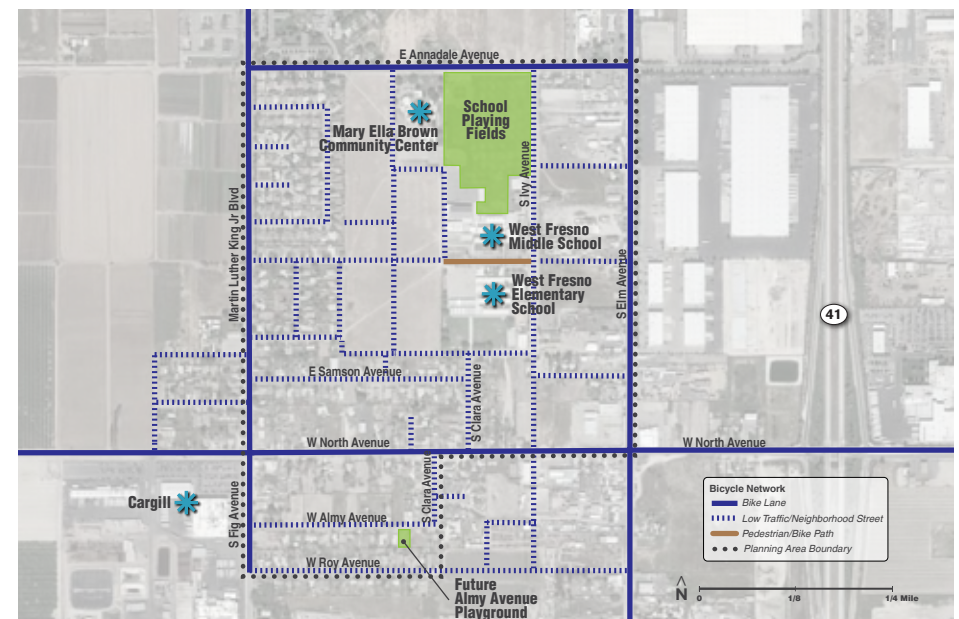 E Annadale Avenue
School
Playing
Fields
Mary Ella Brown
Community Center
S Ivy Avenue
Martin Luther King Jr Blvd
West Fresno
Middle School
West Fresno
Elementary
School
S Elm Avenue
41
E Samson Avenue
S Clara Avenue
W North Avenue
W North Avenue
Cargill
S Fig Avenue
S Clara Avenue
W Almy Avenue
W Roy Avenue
Future
Almy Avenue
Playground
Bicycle Network
Bike Lane
Low Traffic/Neighborhood Street
Pedestrian/Bike Path
Planning Area Boundary
N
0 1/8 1/4 Mile